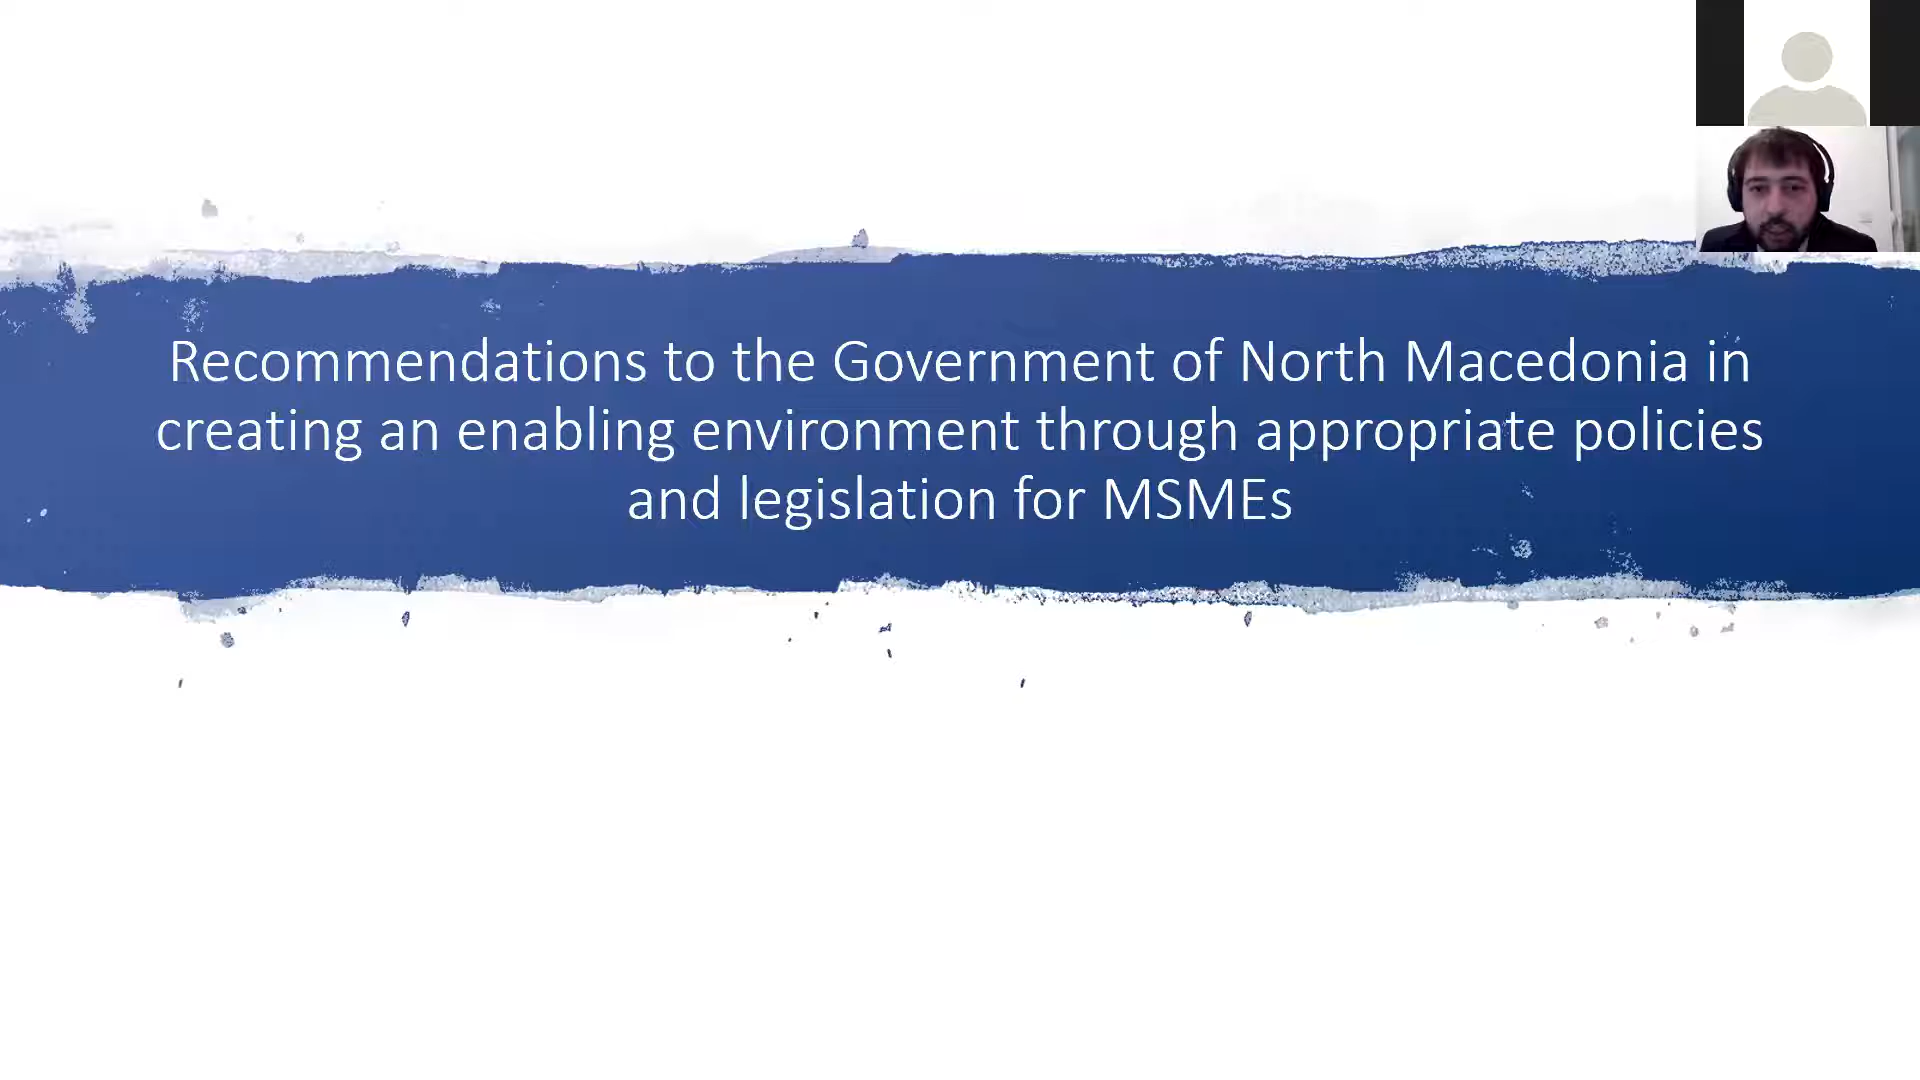 Recommendations to the Government of North Macedonia in
creating an enabling environment through appropriate policies
and legislation for MSMEs